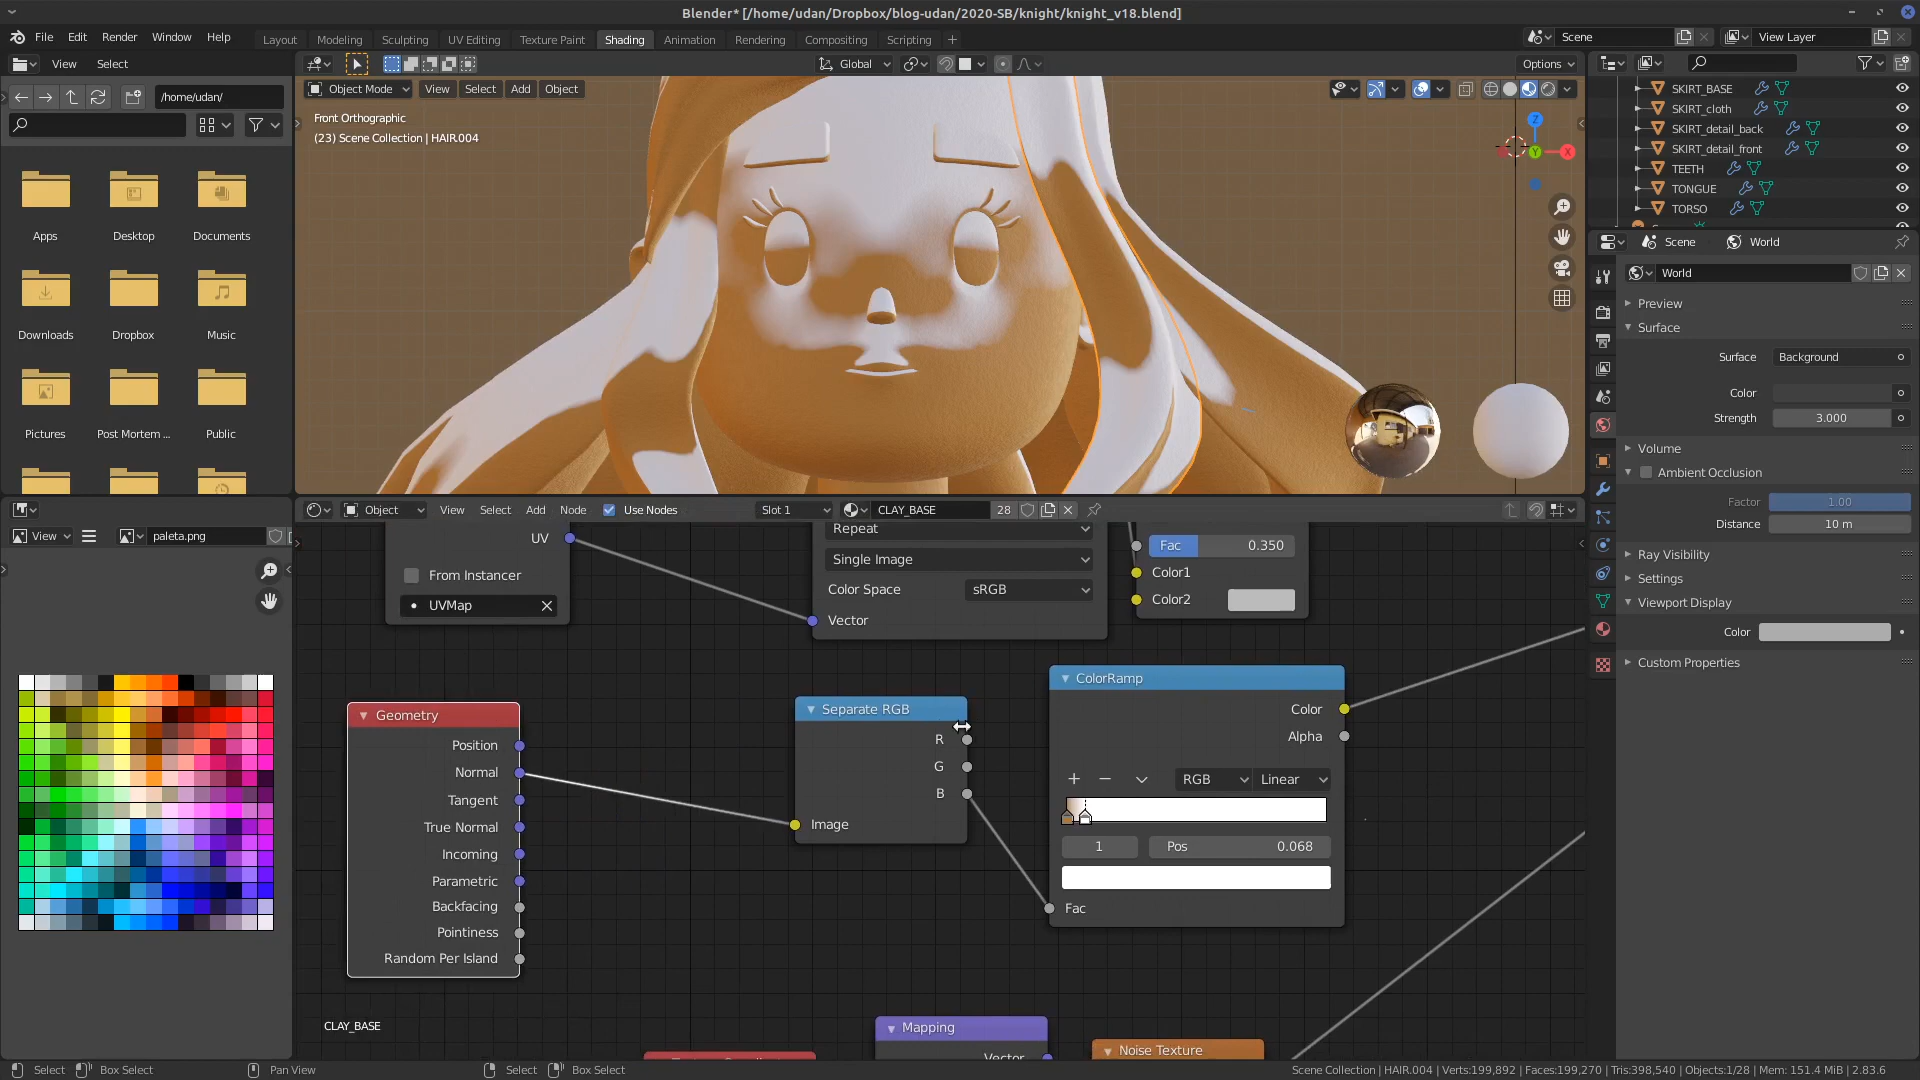 Blender* [/home/udan/Dropbox/blog-udan/2020-SB/knight/knight_v18.blend]
File Edit Render Window Help
Layout Modeling Sculpting UV Editing Texture Paint Shading Animation Rendering Compositing Scripting +
Scene View Layer
View Select
Global Options
/home/udan/
Object Mode View Select Add Object
Front Orthographic
(23) Scene Collection | HAIR.004
Z
X
Y
SKIRT_BASE
SKIRT_cloth
SKIRT_detail_back
SKIRT_detail_front
TEETH
TONGUE
TORSO
Apps Desktop Documents
Downloads Dropbox Music
Pictures Post Mortem ... Public
Scene World
World
Preview
Surface
Surface Background
Color
Strength 3.000
Volume
Ambient Occlusion
Factor 1.00
Distance 10 m
Ray Visibility
Settings
Viewport Display
Color
Custom Properties
View paleta.png
Object View Select Add Node Use Nodes Slot 1 CLAY_BASE 28
UV
From Instancer
UVMap
Repeat
Single Image
Color Space sRGB
Vector
Fac 0.350
Color1
Color2
Geometry
Position
Normal
Tangent
True Normal
Incoming
Parametric
Backfacing
Pointiness
Random Per Island
Separate RGB
R
G
B
Image
ColorRamp
Color
Alpha
+ − RGB Linear
1 Pos 0.068
Fac
Mapping
Vector
Noise Texture
CLAY_BASE
Select Box Select Pan View Select Box Select
Scene Collection | HAIR.004 | Verts:199,892 | Faces:199,270 | Tris:398,540 | Objects:1/28 | Mem: 151.4 MiB | 2.83.6